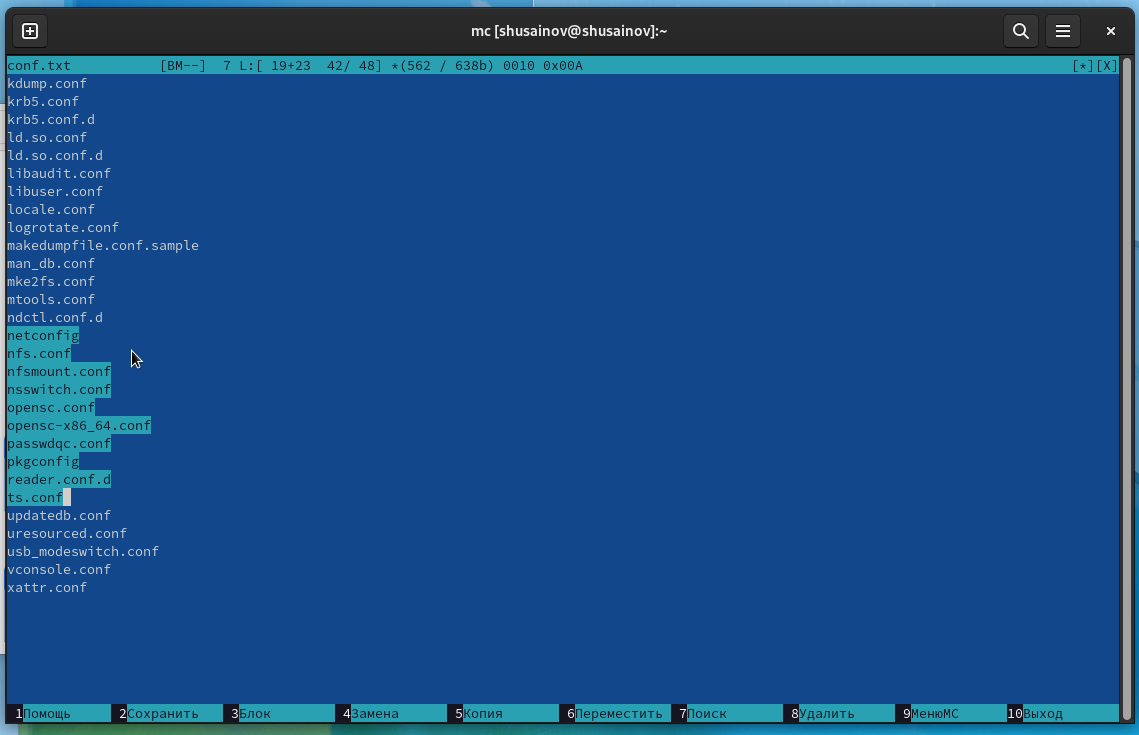 mc [shusainov@shusainov]:~
conf.txt [BM--] 7 L:[ 19+23 42/ 48] *(562 / 638b) 0010 0x00A [*][X]
kdump.conf
krb5.conf
krb5.conf.d
ld.so.conf
ld.so.conf.d
libaudit.conf
libuser.conf
locale.conf
logrotate.conf
makedumpfile.conf.sample
man_db.conf
mke2fs.conf
mtools.conf
ndctl.conf.d
netconfig
nfs.conf
nfsmount.conf
nsswitch.conf
opensc.conf
opensc-x86_64.conf
passwdqc.conf
pkgconfig
reader.conf.d
ts.conf
updatedb.conf
uresourced.conf
usb_modeswitch.conf
vconsole.conf
xattr.conf
1Помощь 2Сохранить 3Блок 4Замена 5Копия 6Переместить 7Поиск 8Удалить 9МенюMC 10Выход